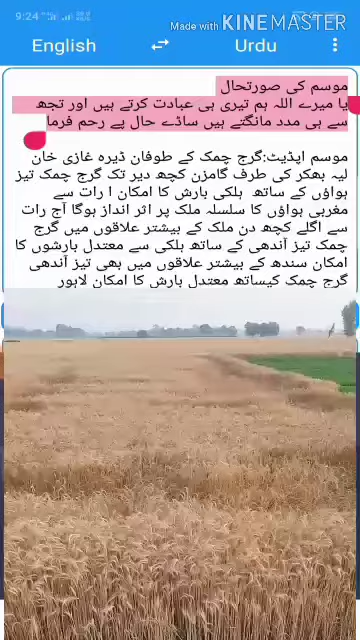 9:24
Made with KINEMASTER
English
Urdu
موسم کی صورتحال
یا میرے اللہ ہم تیری ہی عبادت کرتے ہیں اور تجھ
سے ہی مدد مانگتے ہیں ساڈے حال پے رحم فرما
موسم اپڈیٹ:گرج چمک کے طوفان ڈیرہ غازی خان
لیہ بھکر کی طرف گامزن کچھ دیر تک گرج چمک تیز
ہواؤں کے ساتھ ہلکی بارش کا امکان ا رات سے
مغربی ہواؤں کا سلسلہ ملک پر اثر انداز ہوگا آج رات
سے اگلے کچھ دن ملک کے بیشتر علاقوں میں گرج
چمک تیز آندھی کے ساتھ ہلکی سے معتدل بارشوں کا
امکان سندھ کے بیشتر علاقوں میں بھی تیز آندھی
گرج چمک کیساتھ معتدل بارش کا امکان لاہور